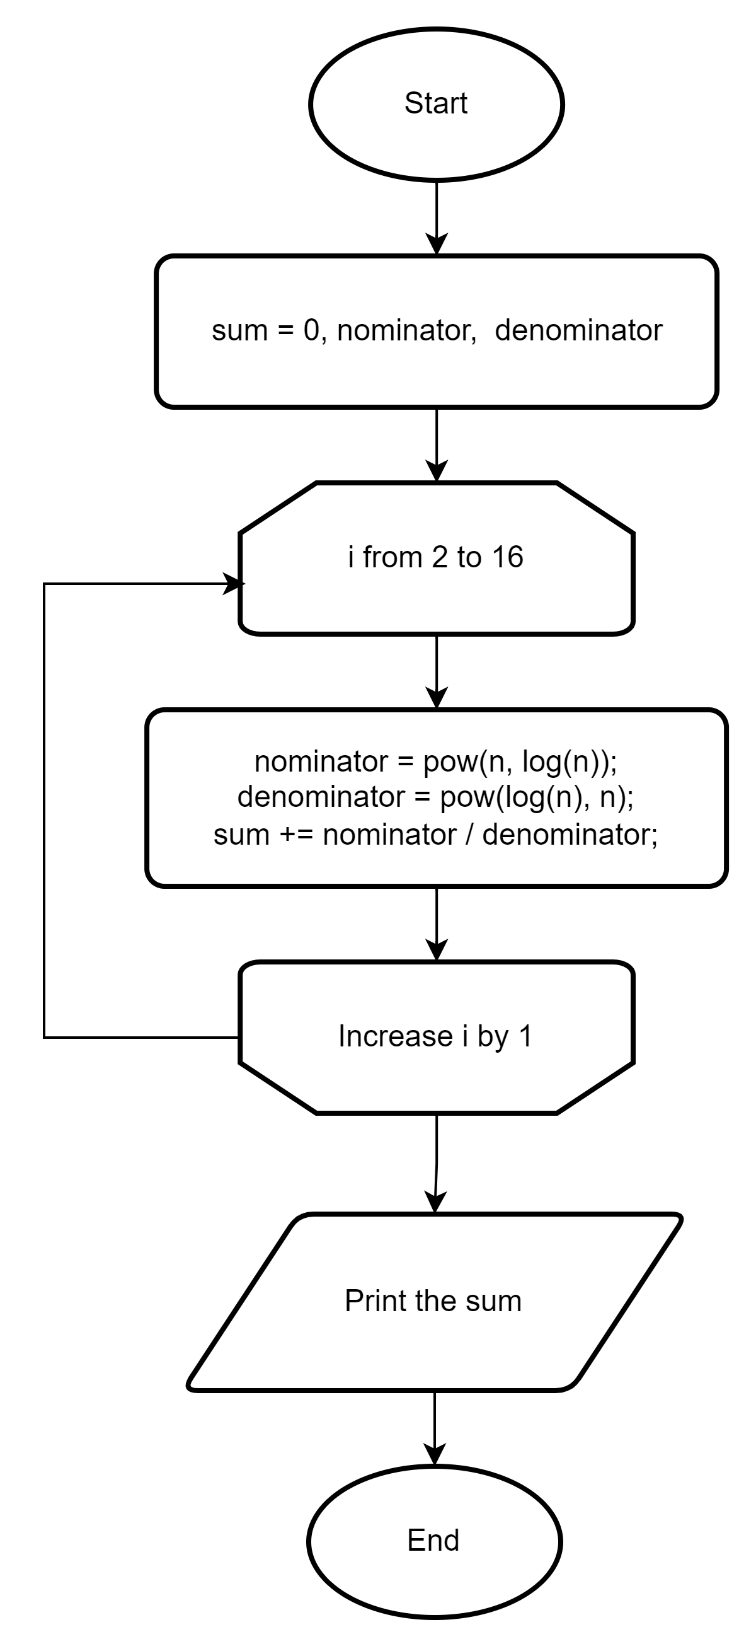 Start
sum = 0, nominator,  denominator
i from 2 to 16
nominator = pow(n, log(n));
denominator = pow(log(n), n);
sum += nominator / denominator;
Increase i by 1
Print the sum
End